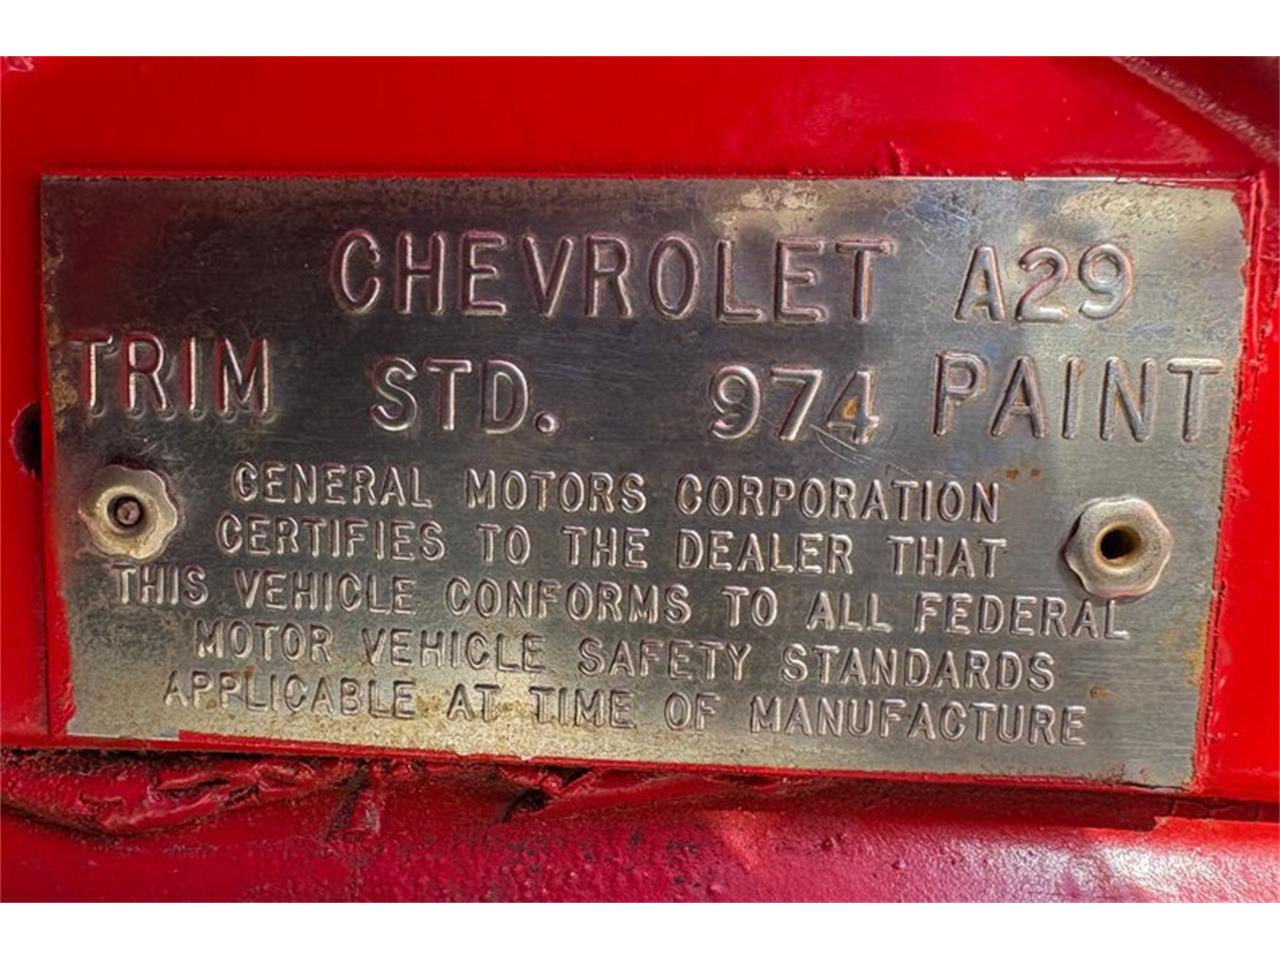 CHEVROLET A29
TRIM STD. 974 PAINT
GENERAL MOTORS CORPORATION
CERTIFIES TO THE DEALER THAT
THIS VEHICLE CONFORMS TO ALL FEDERAL
MOTOR VEHICLE SAFETY STANDARDS
APPLICABLE AT TIME OF MANUFACTURE